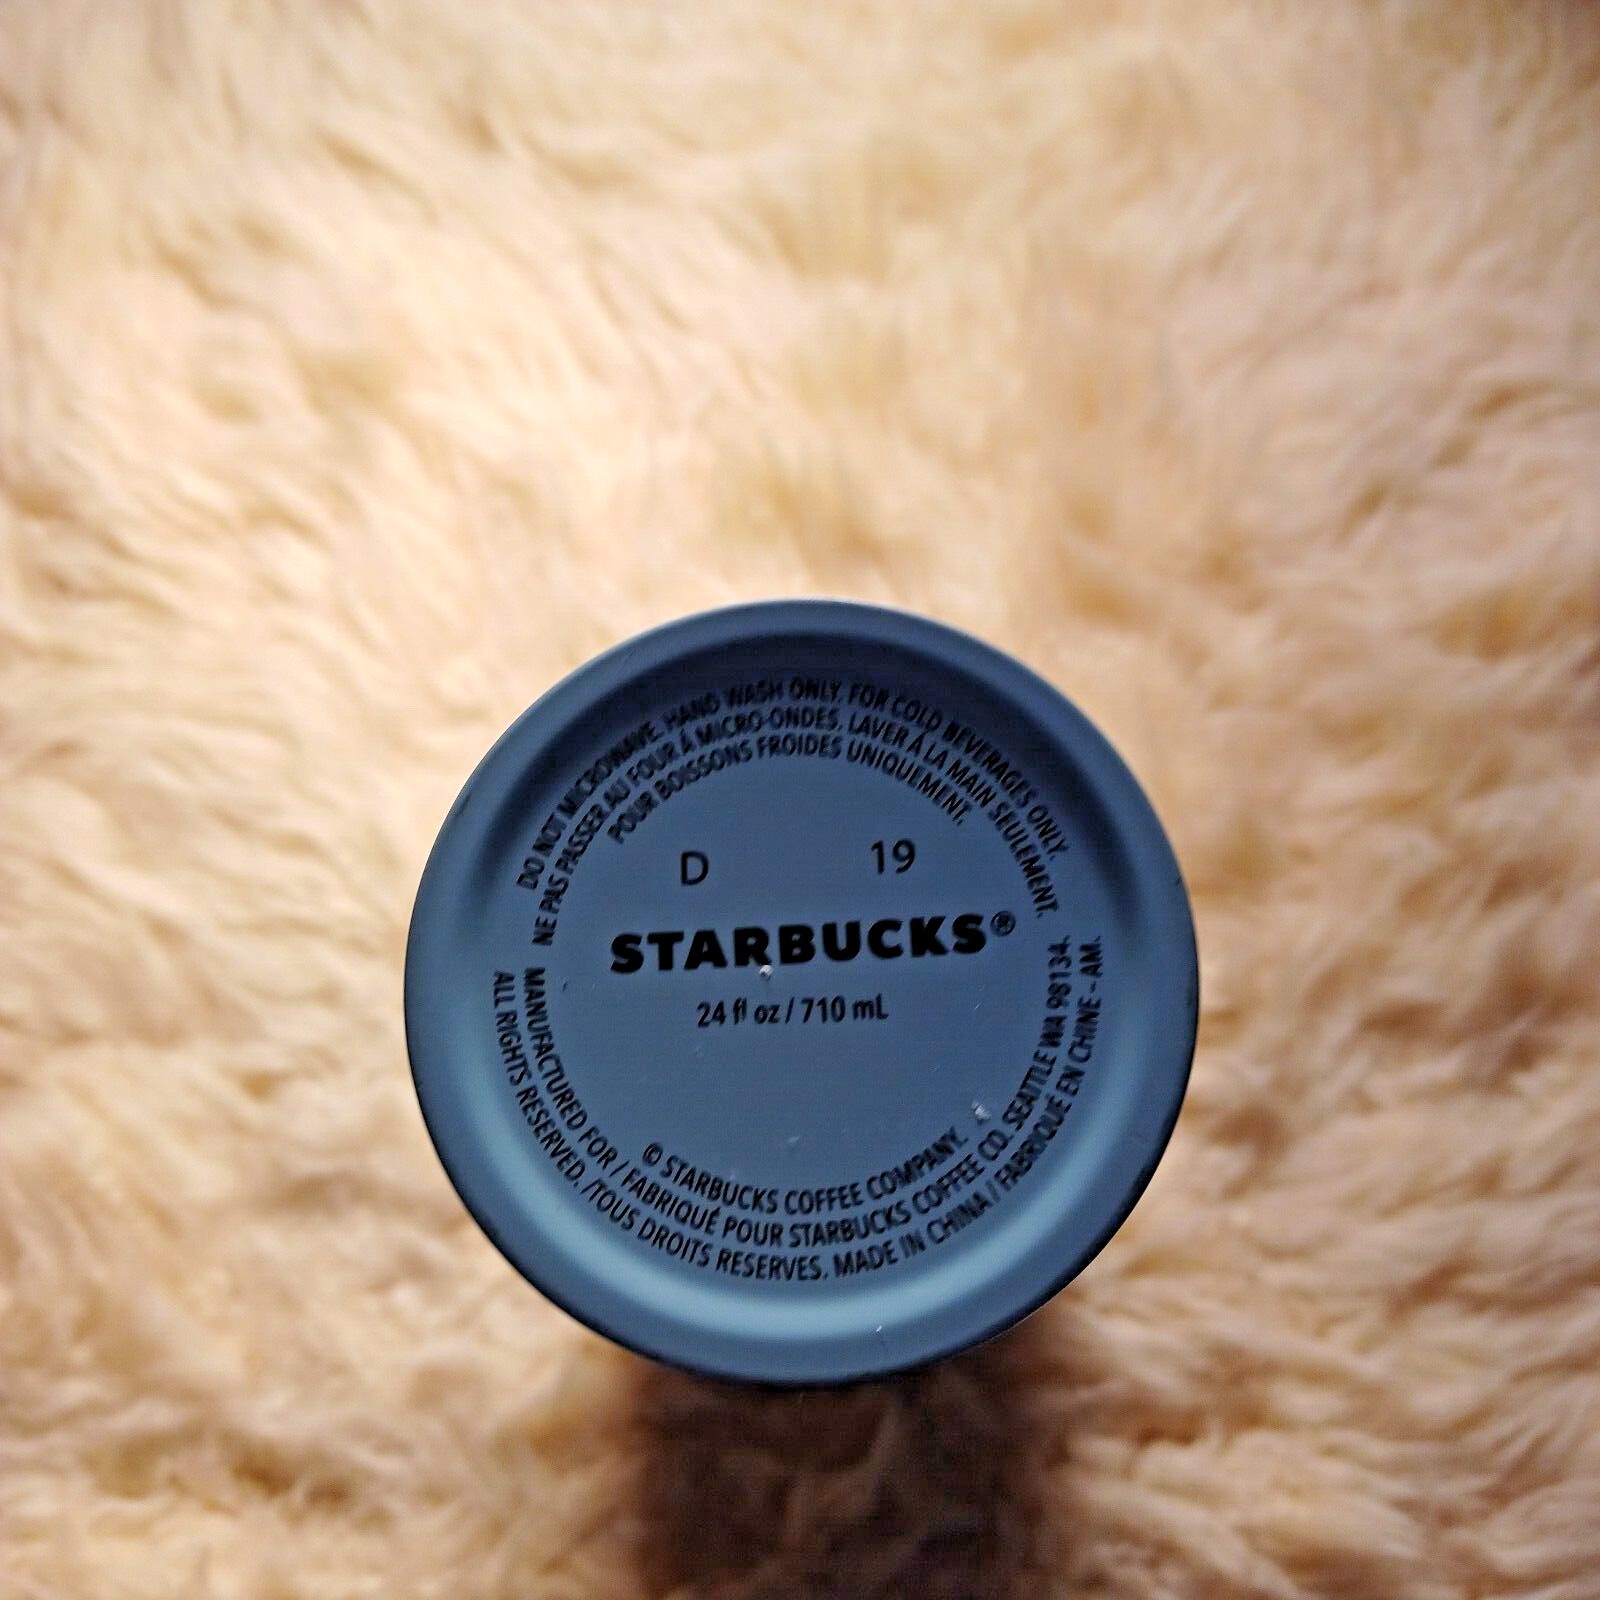 DO NOT MICROWAVE. HAND WASH ONLY. FOR COLD BEVERAGES ONLY.
NE PAS PASSER AU FOUR À MICRO-ONDES. LAVER À LA MAIN SEULEMENT.
POUR BOISSONS FROIDES UNIQUEMENT.
D 19
STARBUCKS®
24 fl oz / 710 mL
© STARBUCKS COFFEE COMPANY.
MANUFACTURED FOR / FABRIQUÉ POUR STARBUCKS COFFEE CO. SEATTLE WA 98134.
ALL RIGHTS RESERVED. /TOUS DROITS RESERVES. MADE IN CHINA / FABRIQUÉ EN CHINE-AM.